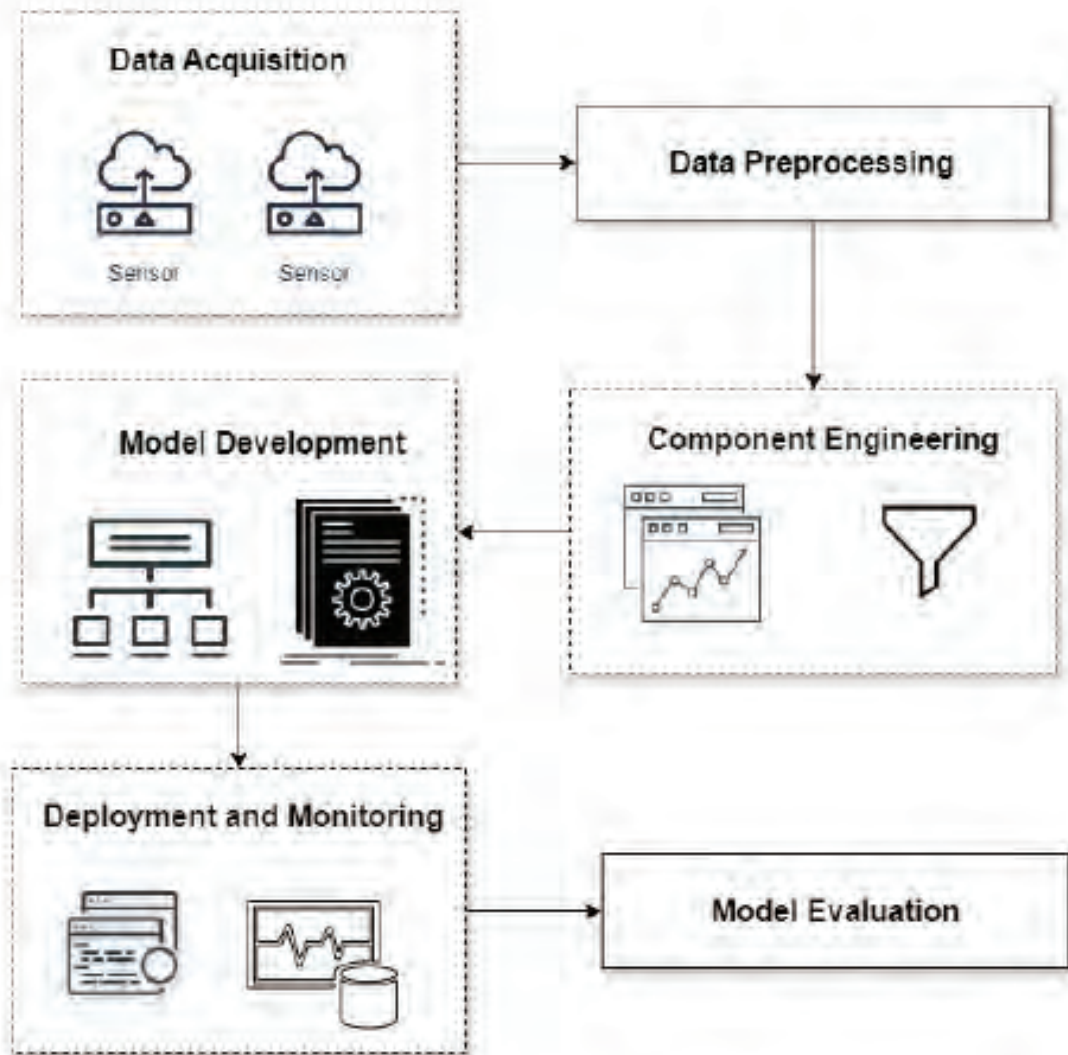 Data Acquisition
Sensor
Sensor
Data Preprocessing
Component Engineering
Model Development
Deployment and Monitoring
Model Evaluation